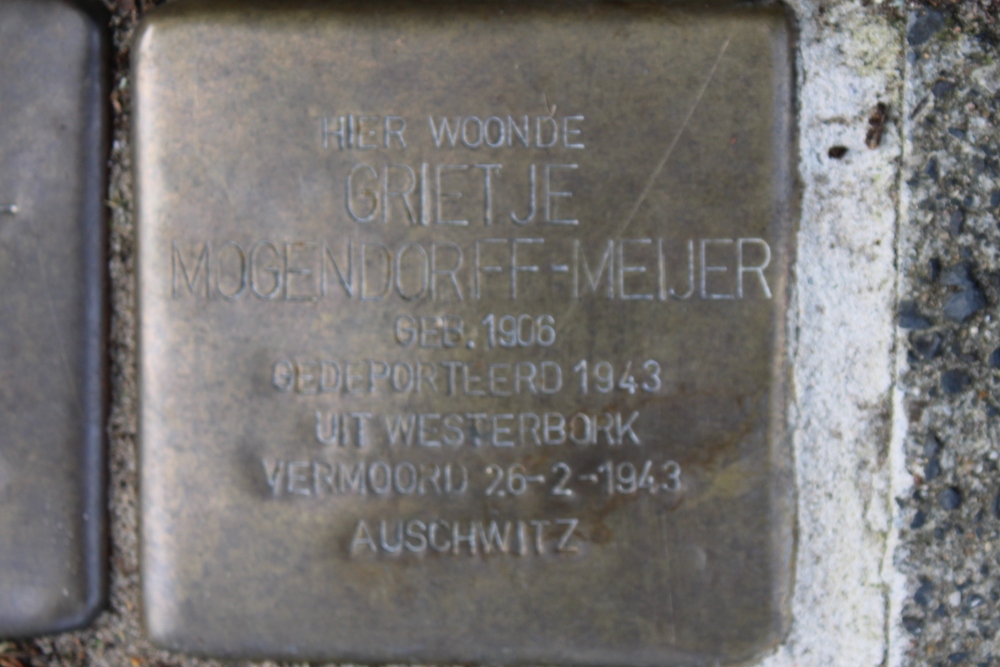 HIER WOONDE
GRIETJE
MOGENDORFF-MEIJER
GEB. 1906
GEDEPORTEERD 1943
UIT WESTERBORK
VERMOORD 26-2-1943
AUSCHWITZ